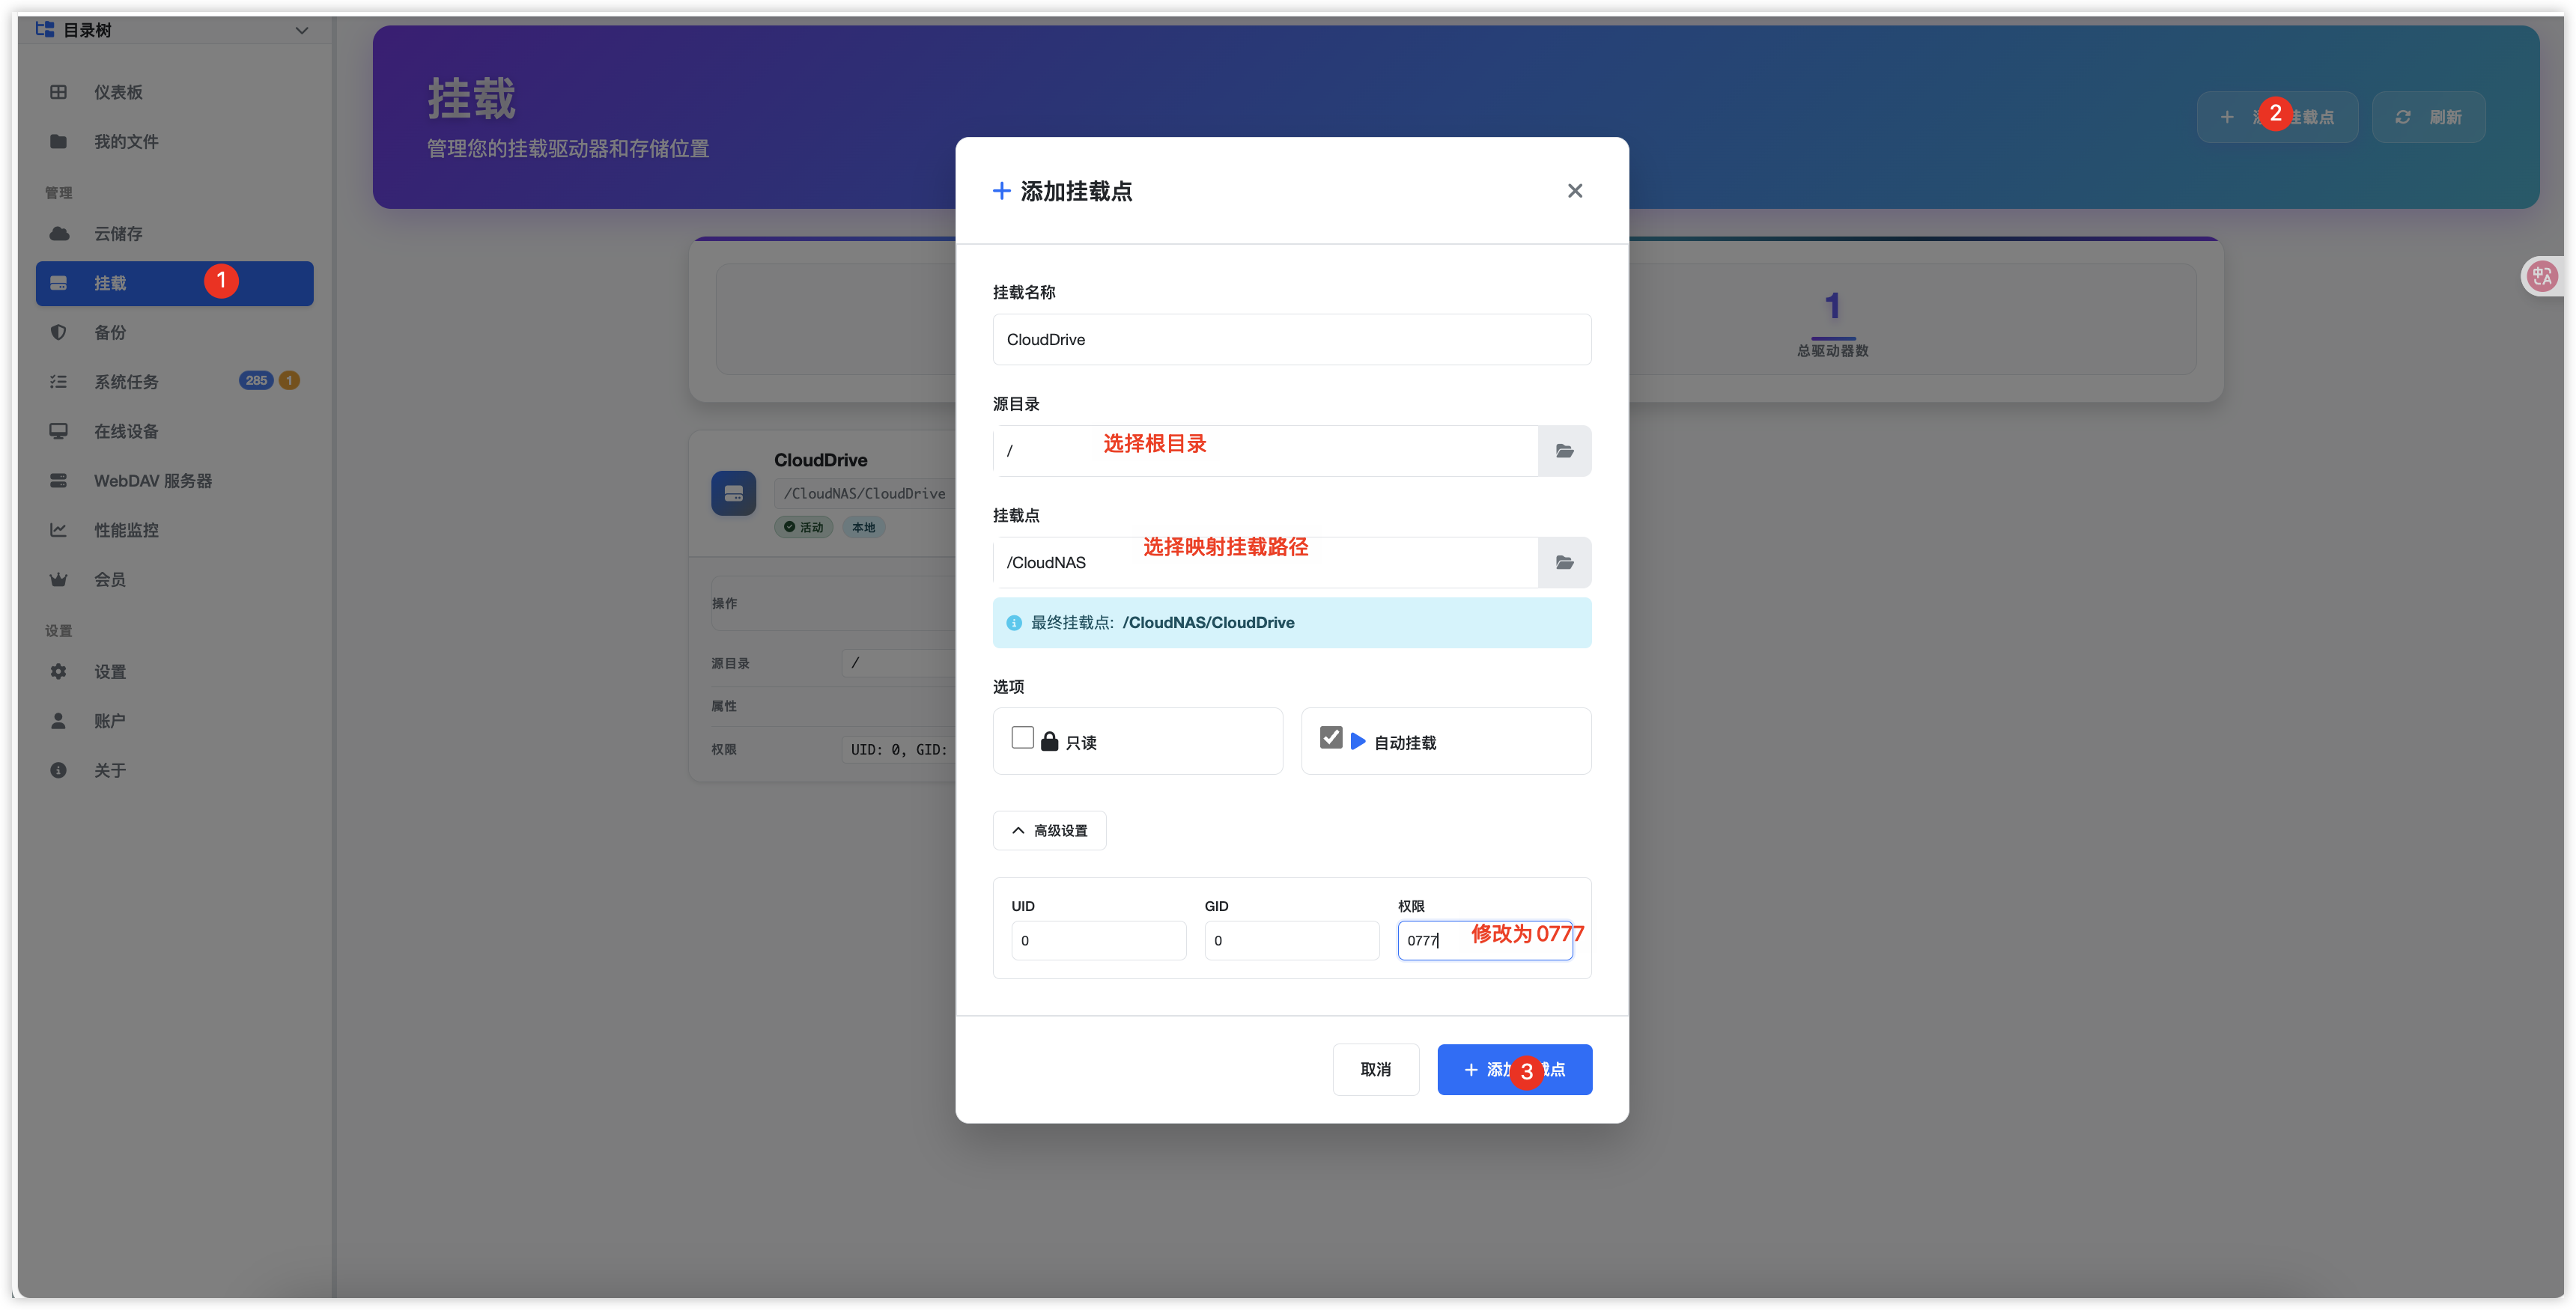 目录树
仪表板
我的文件
管理
云储存
挂载
1
备份
系统任务
285
1
在线设备
WebDAV 服务器
性能监控
会员
设置
设置
账户
关于
挂载
管理您的挂载驱动器和存储位置
2
挂载点
刷新
1
总驱动器数
CloudDrive
/CloudNAS/CloudDrive
活动
本地
操作
源目录
/
属性
权限
UID: 0, GID:
添加挂载点
挂载名称
CloudDrive
源目录
/
选择根目录
挂载点
/CloudNAS
选择映射挂载路径
最终挂载点: /CloudNAS/CloudDrive
选项
只读
自动挂载
高级设置
UID
GID
权限
0
0
0777
修改为 0777
取消
添加
3
载点
中
A